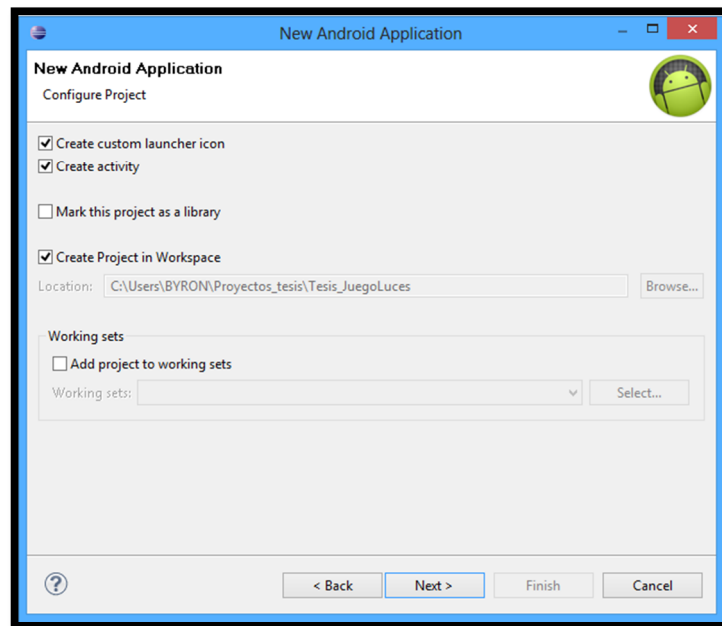 New Android Application
New Android Application
Configure Project
Create custom launcher icon
Create activity
Mark this project as a library
Create Project in Workspace
Location: C:\Users\BYRON\Proyectos_tesis\Tesis_JuegoLuces Browse...
Working sets
Add project to working sets
Working sets: Select...
? < Back Next > Finish Cancel